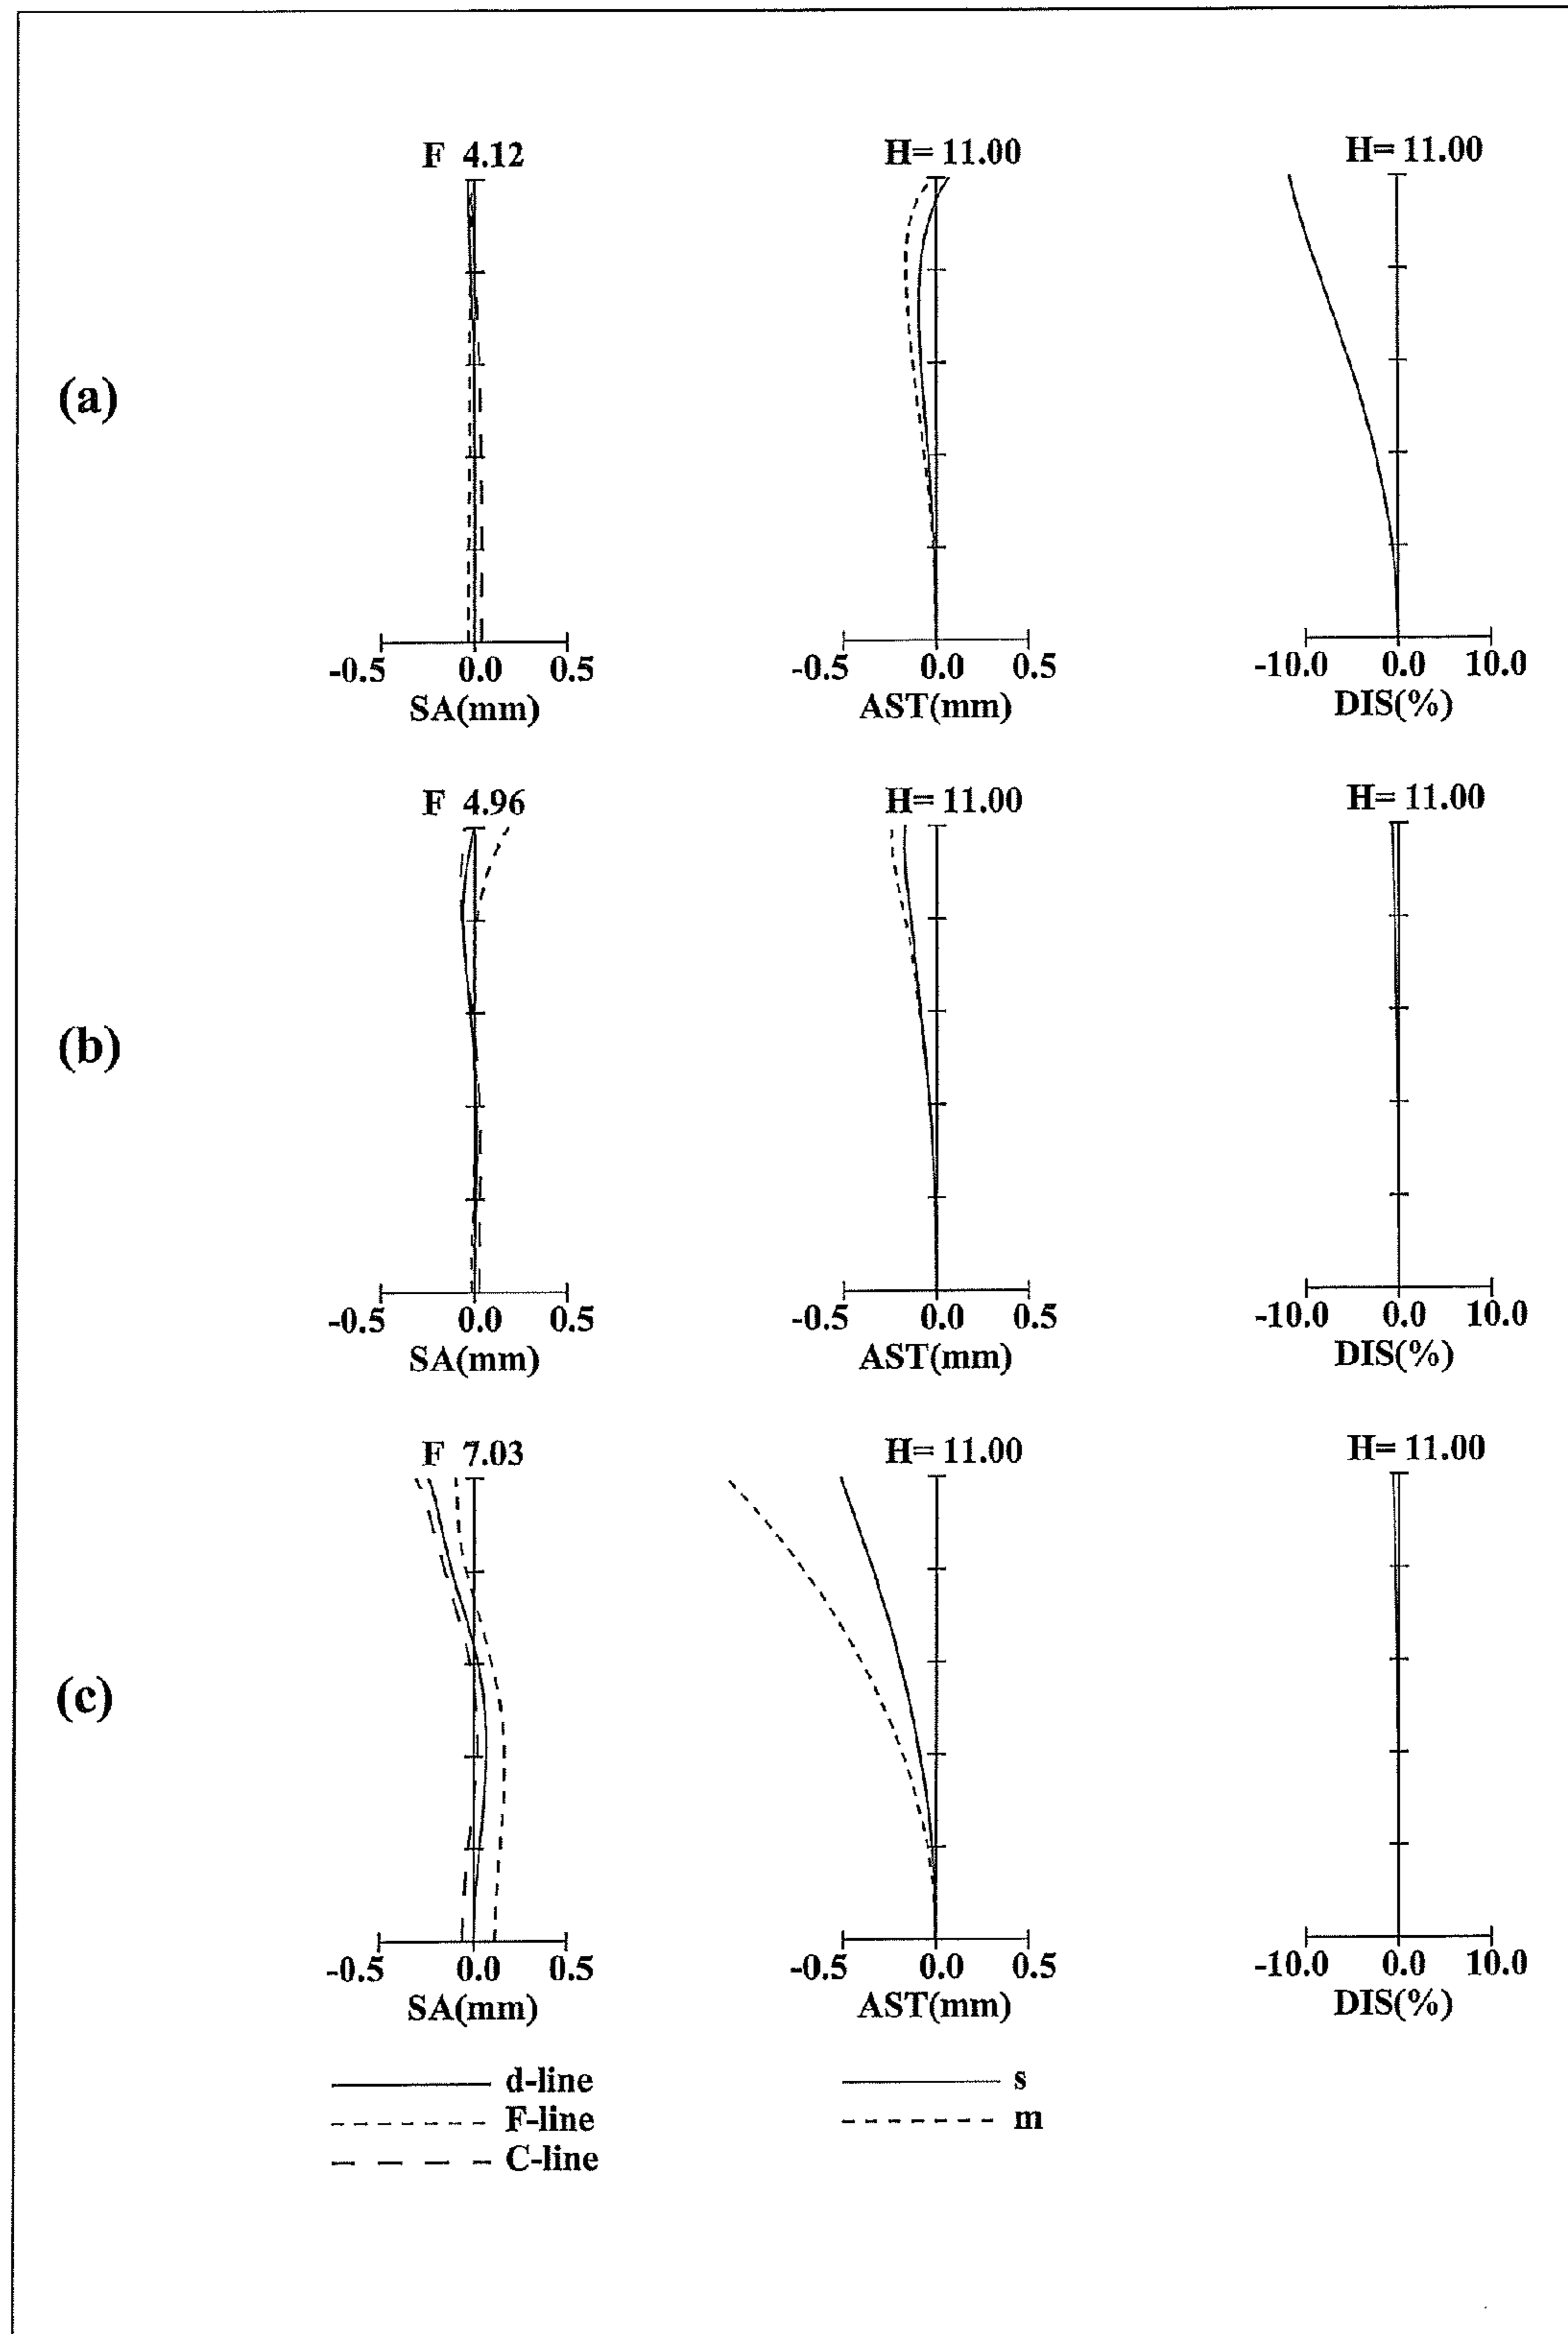 (a)
F 4.12
-0.5 0.0 0.5
SA(mm)
H= 11.00
-0.5 0.0 0.5
AST(mm)
H= 11.00
-10.0 0.0 10.0
DIS(%)
(b)
F 4.96
-0.5 0.0 0.5
SA(mm)
H= 11.00
-0.5 0.0 0.5
AST(mm)
H= 11.00
-10.0 0.0 10.0
DIS(%)
(c)
F 7.03
-0.5 0.0 0.5
SA(mm)
H= 11.00
-0.5 0.0 0.5
AST(mm)
H= 11.00
-10.0 0.0 10.0
DIS(%)
d-line
F-line
C-line
s
m